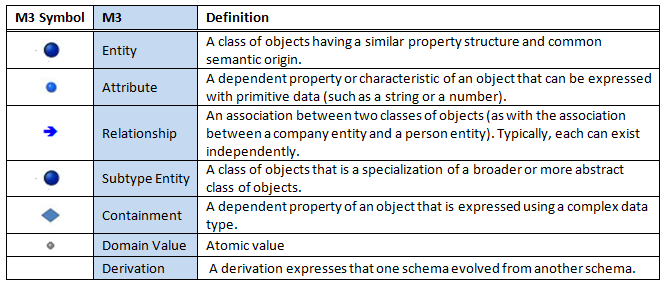 M3 Symbol M3 Definition
Entity A class of objects having a similar property structure and common
semantic origin.
Attribute A dependent property or characteristic of an object that can be expressed
with primitive data (such as a string or a number).
Relationship An association between two classes of objects (as with the association
between a company entity and a person entity). Typically, each can exist
independently.
Subtype Entity A class of objects that is a specialization of a broader or more abstract
class of objects.
Containment A dependent property of an object that is expressed using a complex data
type.
Domain Value Atomic value
Derivation A derivation expresses that one schema evolved from another schema.